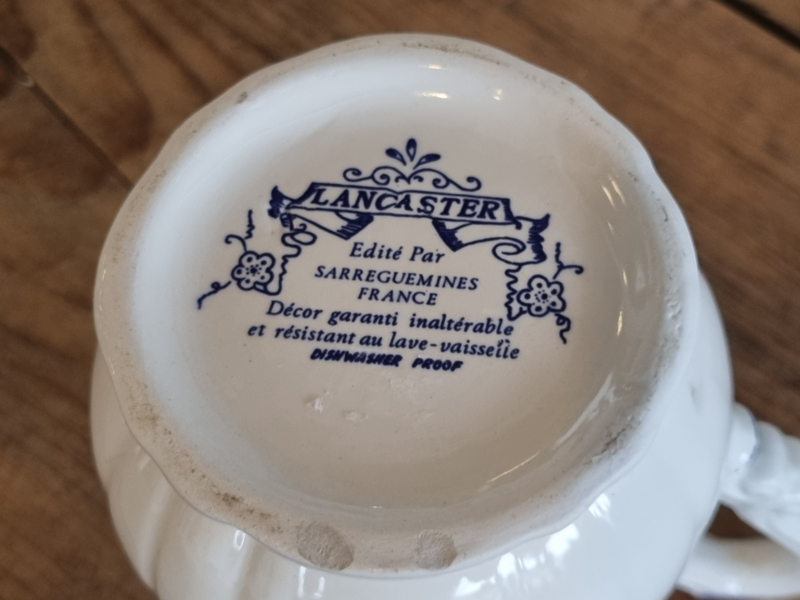 LANCASTER
Edité Par
SARREGUEMINES
FRANCE
Décor garanti inaltérable
et résistant au lave-vaisselle
DISHWASHER PROOF